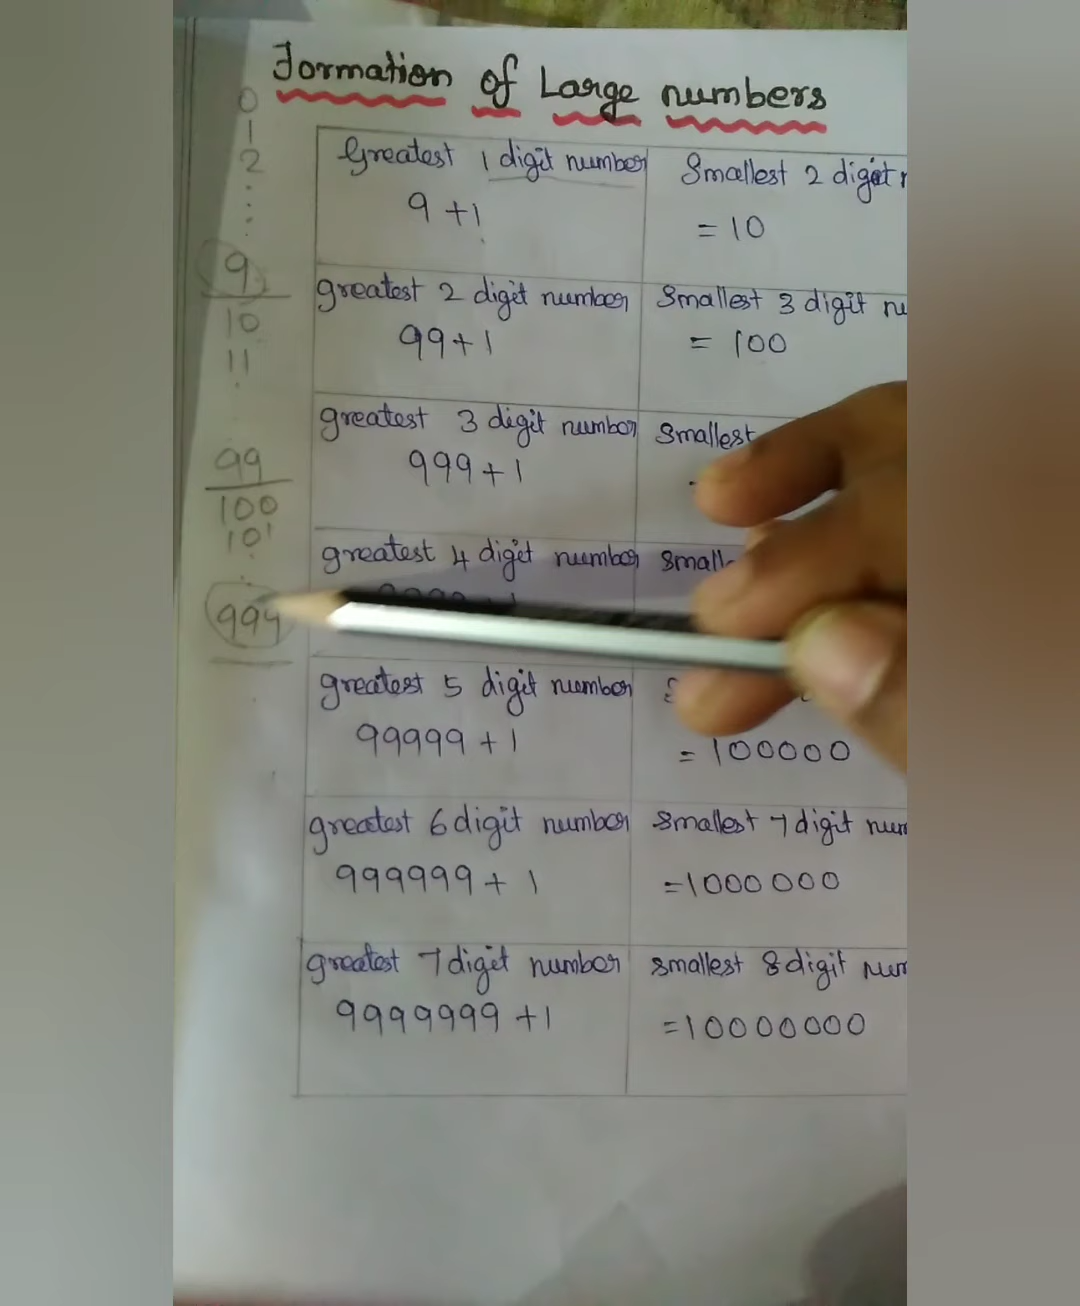 Formation of Large numbers
0
1
2
9
10
11
99
100
101
999
Greatest 1 digit number
9 +1
Smallest 2 digit
= 10
greatest 2 digit number
99+1
Smallest 3 digit
= 100
greatest 3 digit number
999+1
Smallest
greatest 4 digit number
9999 +1
greatest 5 digit number
99999 + 1
= 100000
greatest 6 digit number
999999 + 1
smallest 7 digit
=1000000
greatest 7 digit number
9999999 +1
smallest 8 digit
=10000000